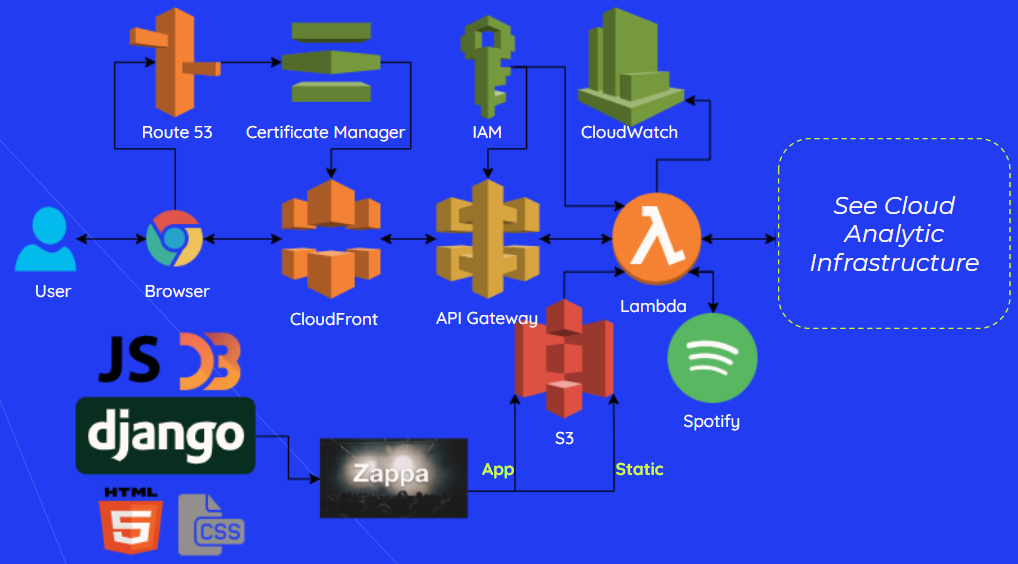 Route 53
Certificate Manager
IAM
CloudWatch
See Cloud
Analytic
Infrastructure
User
Browser
CloudFront
API Gateway
λ
Lambda
JS D3
django
Zappa
App
Static
S3
Spotify
HTML
5
CSS